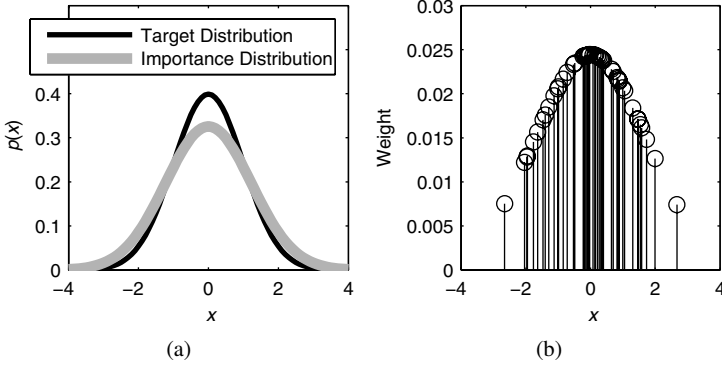 Target Distribution
Importance Distribution
0.4
0.3
0.2
0.1
0
p(x)
−4
−2
0
2
4
x
(a)
0.03
0.025
0.02
0.015
0.01
0.005
0
Weight
−4
−2
0
2
4
x
(b)